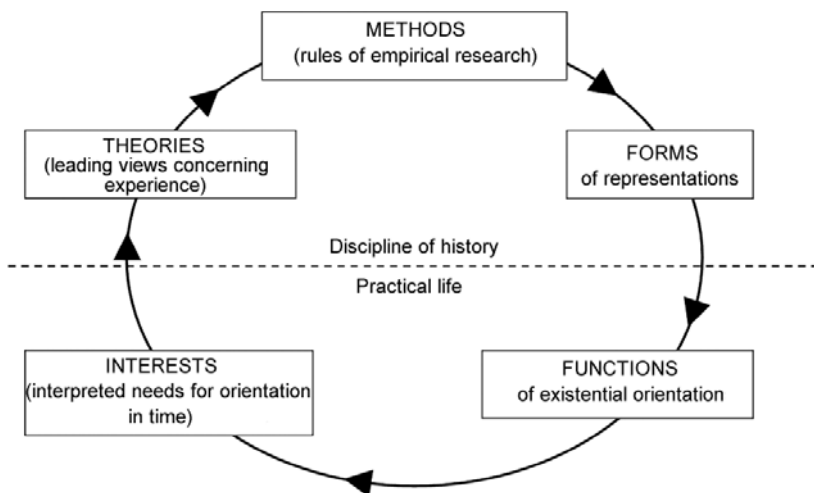 METHODS
(rules of empirical research)
THEORIES
(leading views concerning
experience)
FORMS
of representations
Discipline of history
Practical life
INTERESTS
(interpreted needs for orientation
in time)
FUNCTIONS
of existential orientation